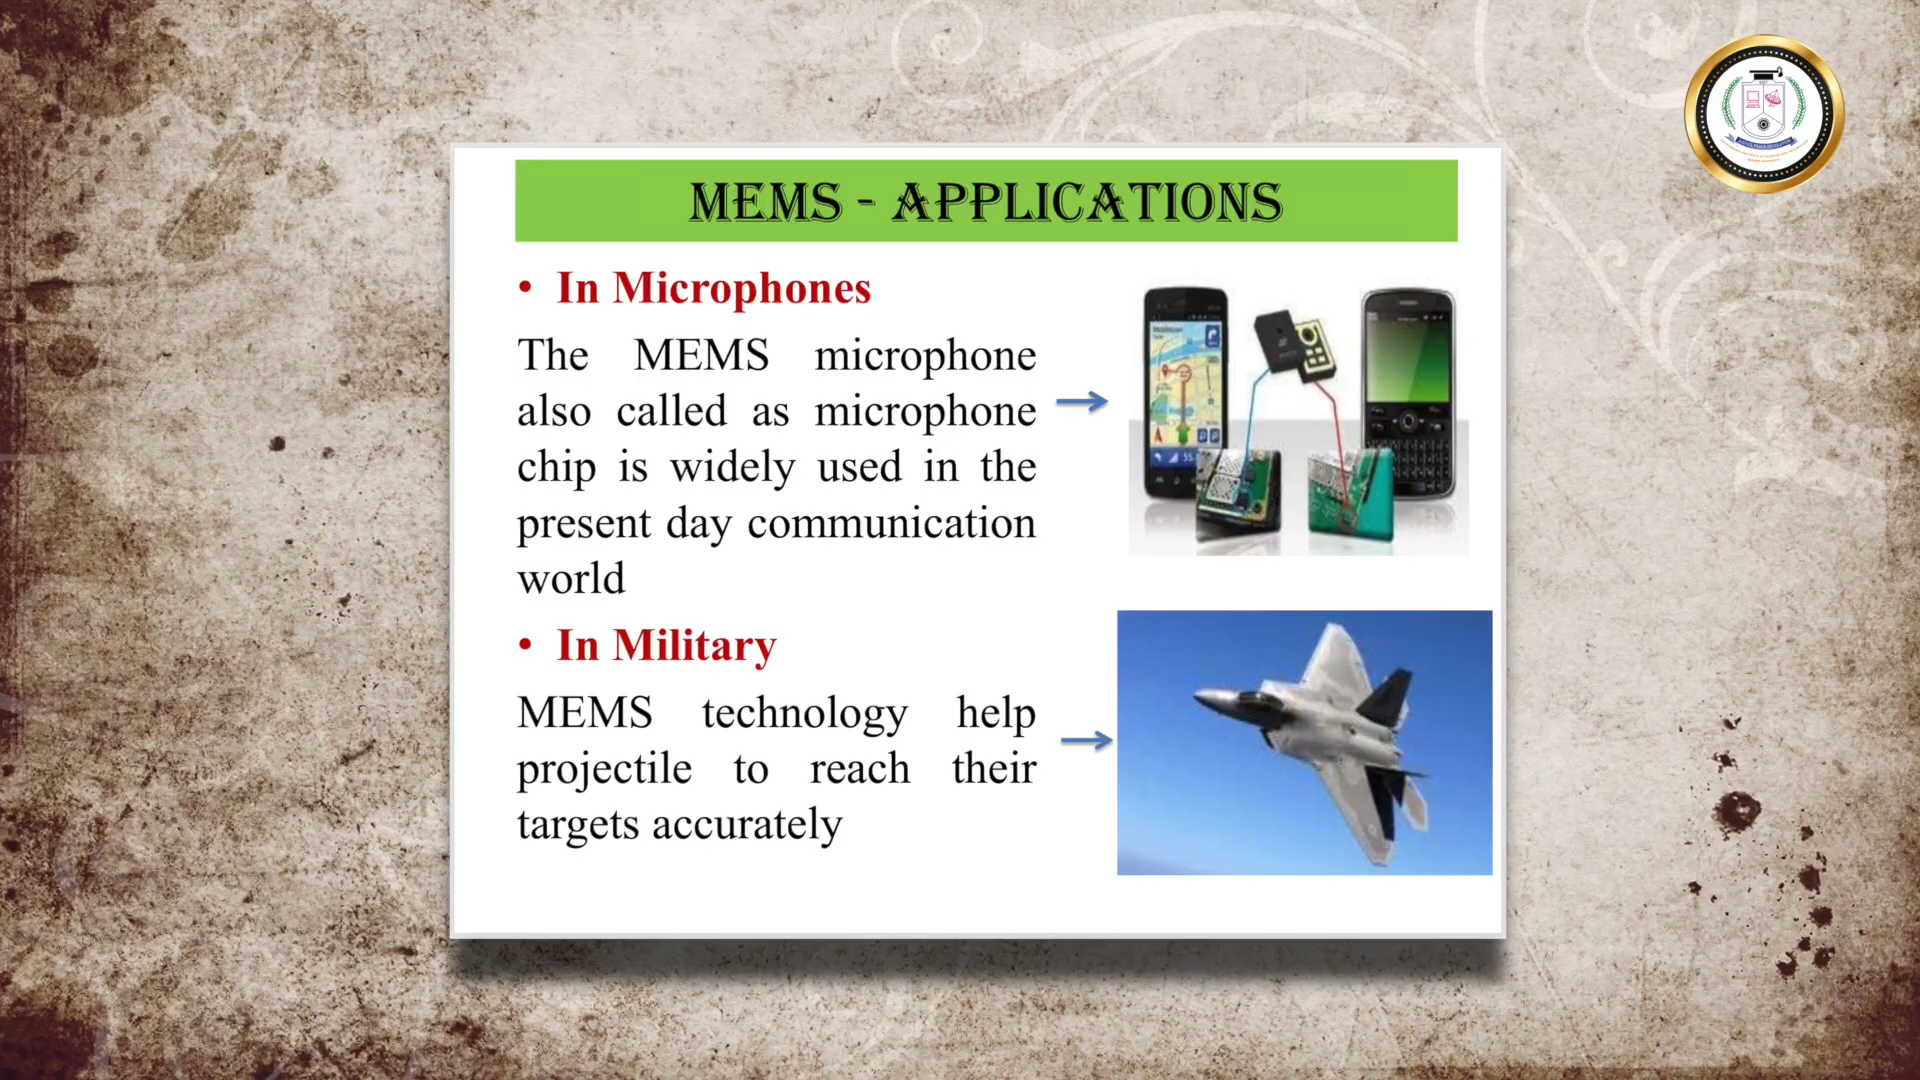 MEMS - APPLICATIONS
• In Microphones
The MEMS microphone
also called as microphone
chip is widely used in the
present day communication
world
• In Military
MEMS technology help
projectile to reach their
targets accurately